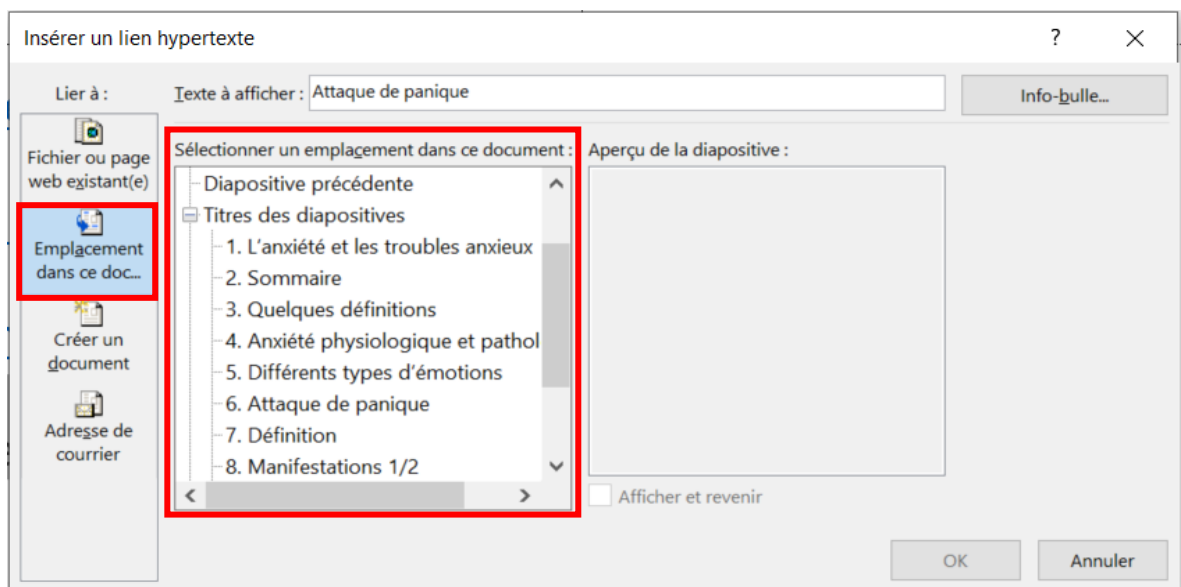 Insérer un lien hypertexte
?
Lier à :
Texte à afficher :
Attaque de panique
Info-bulle...
Fichier ou page
web existant(e)
Emplacement
dans ce doc...
Créer un
document
Adresse de
courrier
Sélectionner un emplacement dans ce document :
Diapositive précédente
Titres des diapositives
1. L’anxiété et les troubles anxieux
2. Sommaire
3. Quelques définitions
4. Anxiété physiologique et pathol
5. Différents types d’émotions
6. Attaque de panique
7. Définition
8. Manifestations 1/2
Aperçu de la diapositive :
Afficher et revenir
OK
Annuler